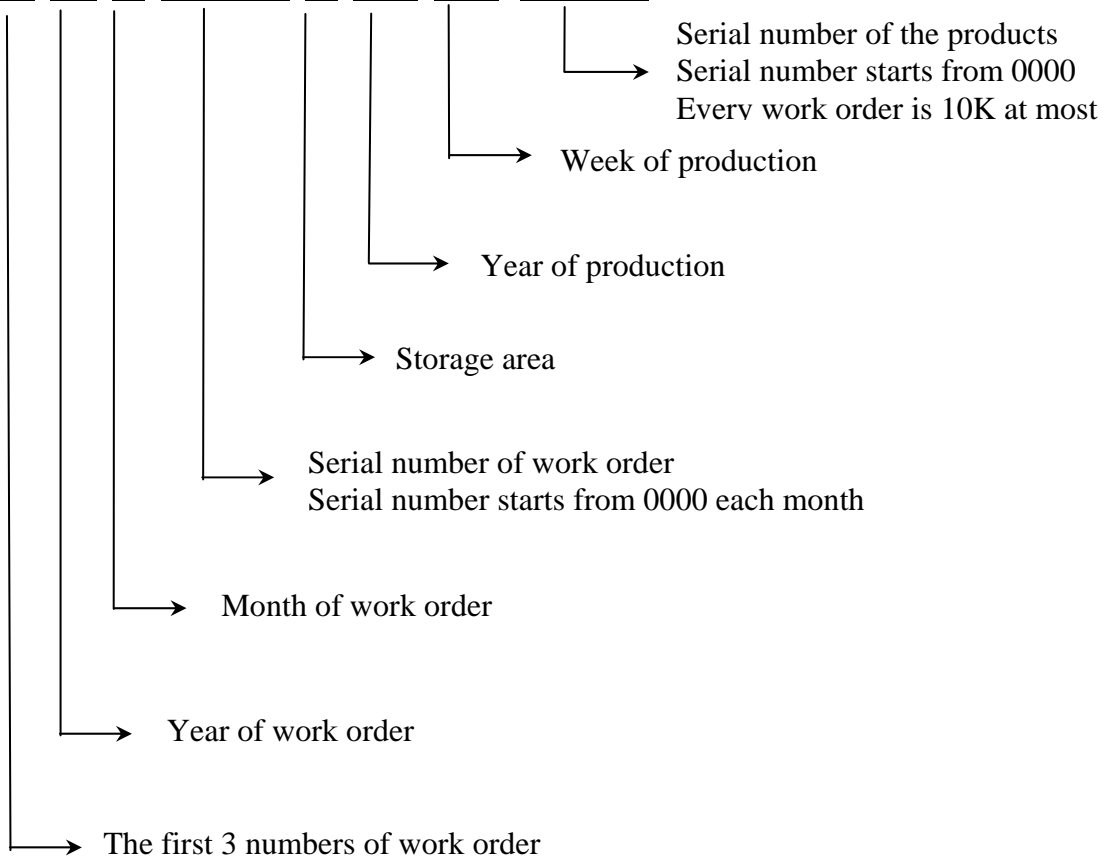 Serial number of the products
Serial number starts from 0000
Every work order is 10K at most
Week of production
Year of production
Storage area
Serial number of work order
Serial number starts from 0000 each month
Month of work order
Year of work order
The first 3 numbers of work order